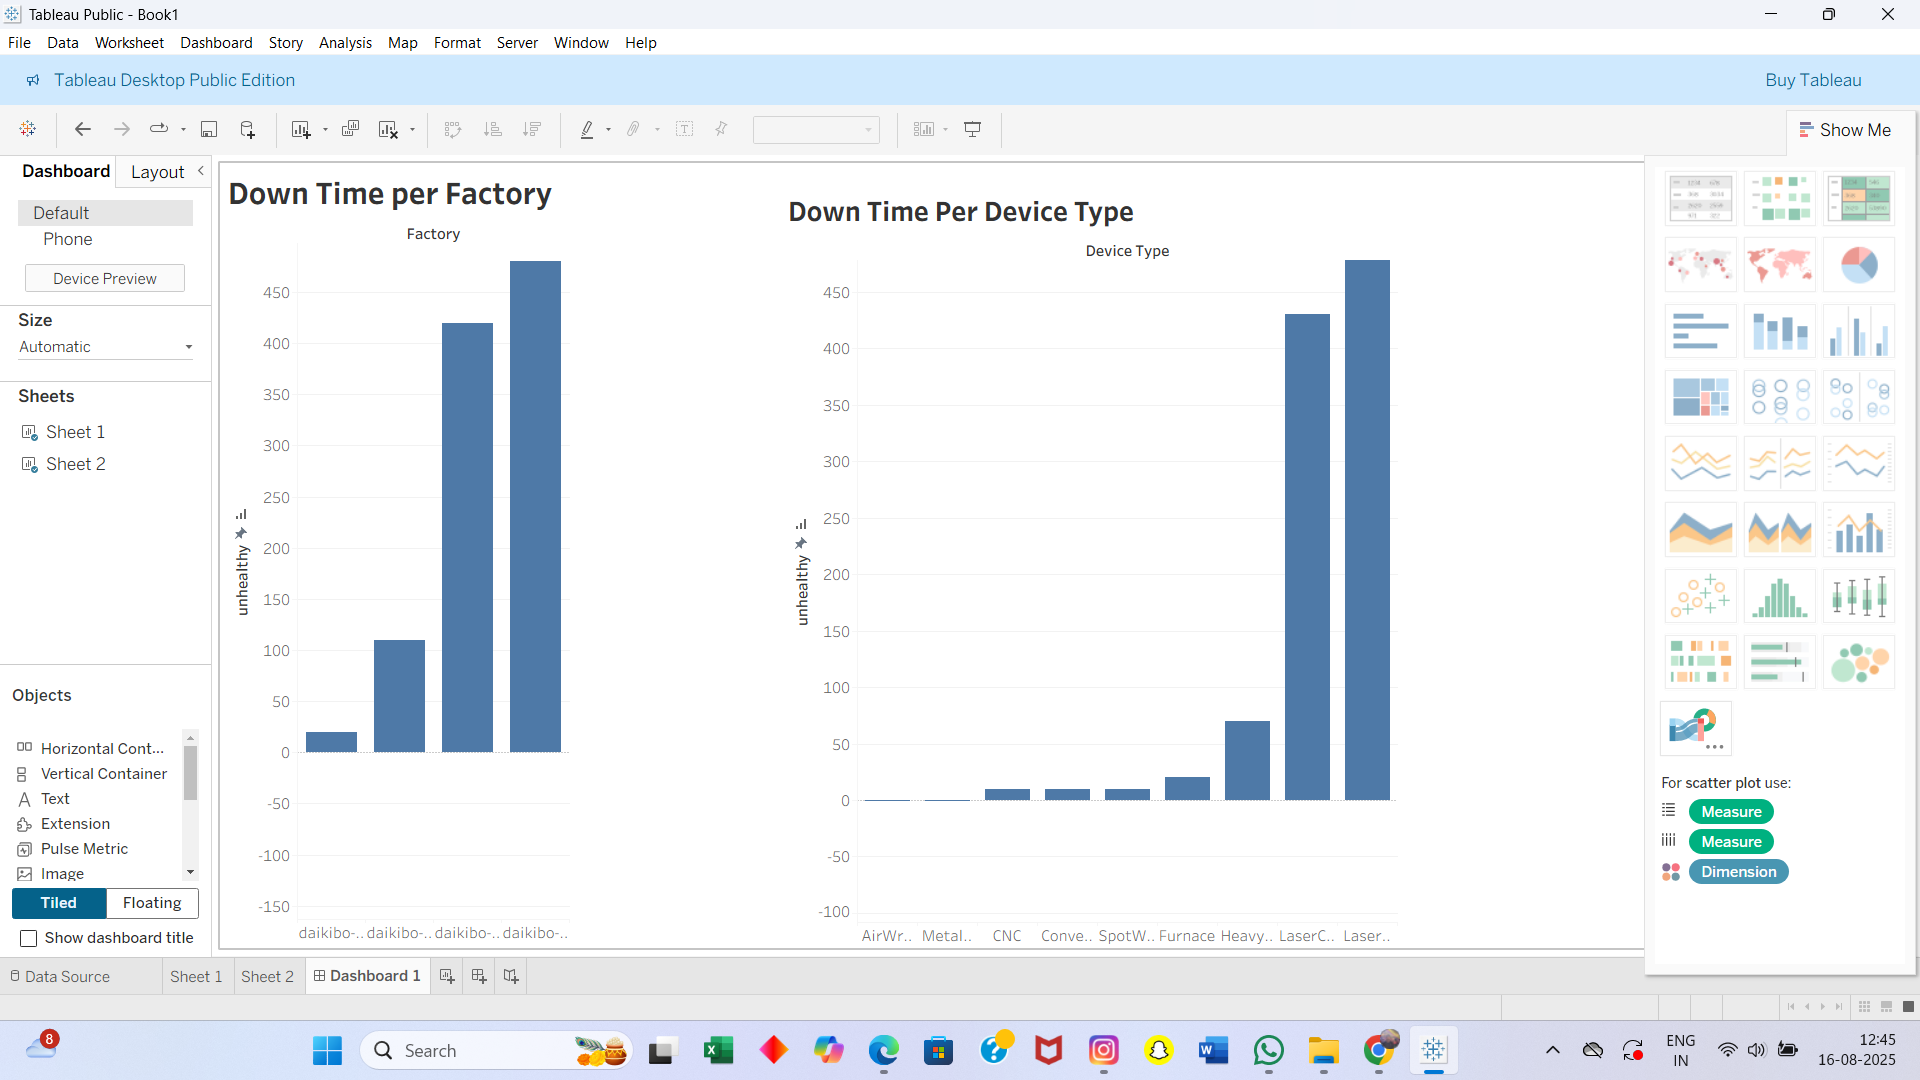 Tableau Public - Book1
File Data Worksheet Dashboard Story Analysis Map Format Server Window Help
Tableau Desktop Public Edition
Buy Tableau
Show Me
Dashboard
Layout
Default
Phone
Device Preview
Size
Automatic
Sheets
Sheet 1
Sheet 2
Objects
Horizontal Cont...
Vertical Container
Text
Extension
Pulse Metric
Image
Tiled
Floating
Show dashboard title
Down Time per Factory
Factory
unhealthy
450
400
350
300
250
200
150
100
50
0
-50
-100
-150
daikibo-.. daikibo-.. daikibo-.. daikibo-..
Down Time Per Device Type
Device Type
unhealthy
450
400
350
300
250
200
150
100
50
0
-50
-100
AirWr.. Metal.. CNC Conve.. SpotW.. Furnace Heavy.. LaserC.. Laser..
For scatter plot use:
Measure
Measure
Dimension
Data Source
Sheet 1
Sheet 2
Dashboard 1
8
Search
ENG
IN
12:45
16-08-2025